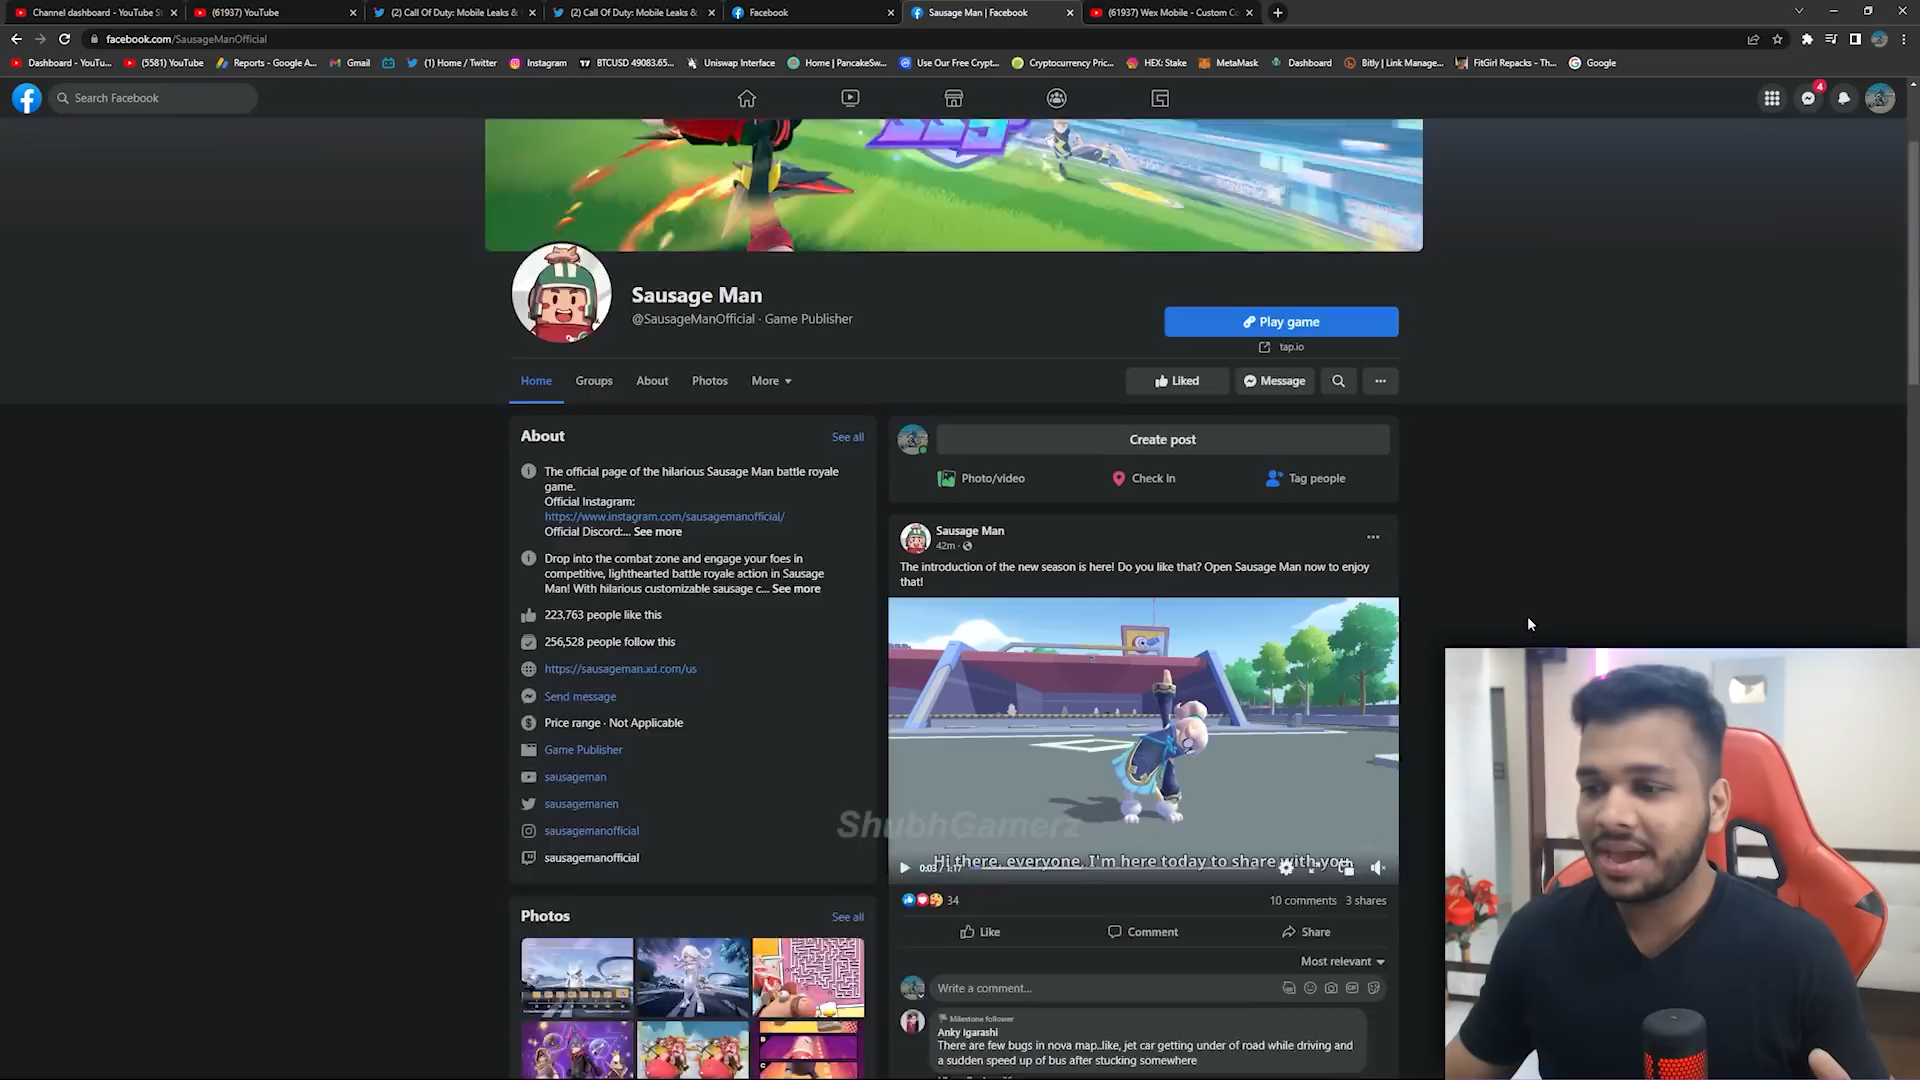 Channel dashboard - YouTube S
(61937) YouTube
(2) Call Of Duty: Mobile Leaks &
(2) Call Of Duty: Mobile Leaks &
Facebook
Sausage Man | Facebook
(61937) Wex Mobile - Custom Co
facebook.com/SausageManOfficial
Dashboard - YouTu...
(5581) YouTube
Reports - Google A...
Gmail
(1) Home / Twitter
Instagram
BTCUSD 49083.65...
Uniswap Interface
Home | PancakeSw...
Use Our Free Crypt...
Cryptocurrency Pric...
HEX: Stake
MetaMask
Dashboard
Bitly | Link Manage...
FitGirl Repacks - Th...
Google
Search Facebook
4
Sausage Man
@SausageManOfficial · Game Publisher
Play game
tap.io
Home
Groups
About
Photos
More
Liked
Message
About
See all
The official page of the hilarious Sausage Man battle royale
game.
Official Instagram:
https://www.instagram.com/sausagemanofficial/
Official Discord:... See more
Drop into the combat zone and engage your foes in
competitive, lighthearted battle royale action in Sausage
Man! With hilarious customizable sausage c... See more
223,763 people like this
256,528 people follow this
https://sausageman.xd.com/us
Send message
Price range · Not Applicable
Game Publisher
sausageman
sausagemanen
sausagemanofficial
sausagemanofficial
Photos
See all
Create post
Photo/video
Check in
Tag people
Sausage Man
42m
The introduction of the new season is here! Do you like that? Open Sausage Man now to enjoy
that!
ShubhGamerz
Hi there, everyone. I'm here today to share with you
0:03 / 1:17
34
10 comments 3 shares
Like
Comment
Share
Most relevant
Write a comment...
GIF
Milestone follower
Anky Igarashi
There are few bugs in nova map..like, jet car getting under of road while driving and
a sudden speed up of bus after stucking somewhere